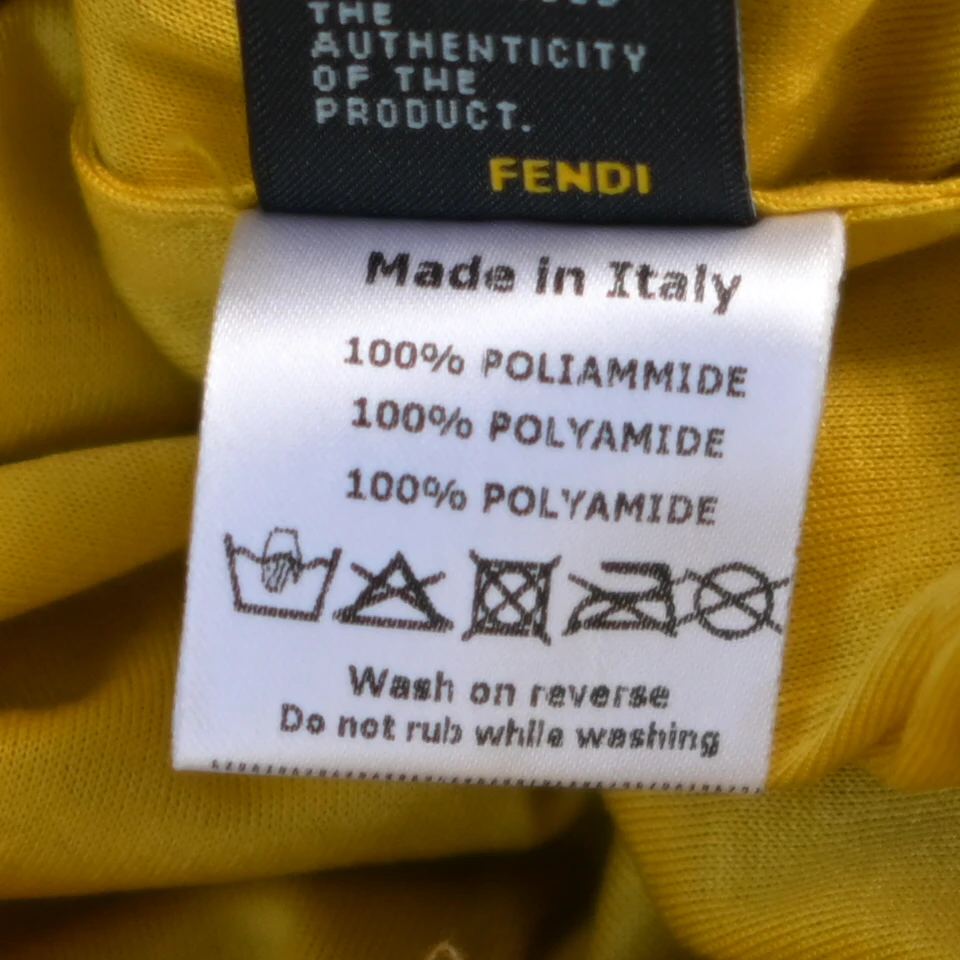 THE
AUTHENTICITY
OF THE
PRODUCT.
FENDI
Made in Italy
100% POLIAMMIDE
100% POLYAMIDE
100% POLYAMIDE
Wash on reverse
Do not rub while washing